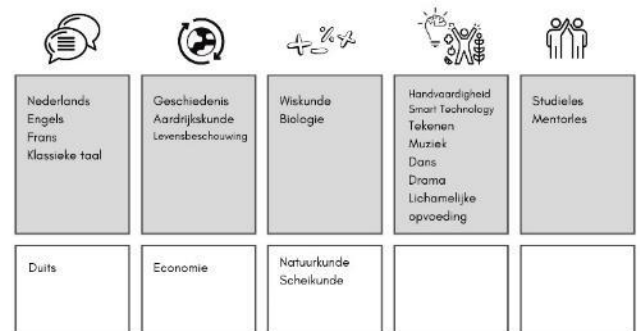 Nederlands
Engels
Frans
Klassieke taal
Geschiedenis
Aardrijkskunde
Levensbeschouwing
Wiskunde
Biologie
Handvaardigheid
Smart Technology
Tekenen
Muziek
Dans
Drama
Lichamelijke
opvoeding
Studieles
Mentorles
Duits
Economie
Natuurkunde
Scheikunde